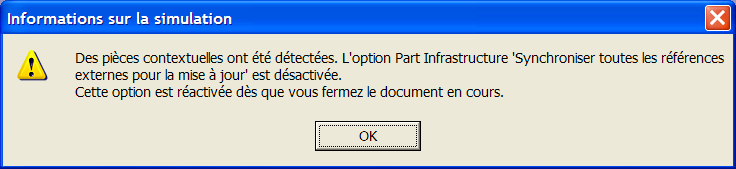 Informations sur la simulation
Des pièces contextuelles ont été détectées. L'option Part Infrastructure 'Synchroniser toutes les références
externes pour la mise à jour' est désactivée.
Cette option est réactivée dès que vous fermez le document en cours.
OK